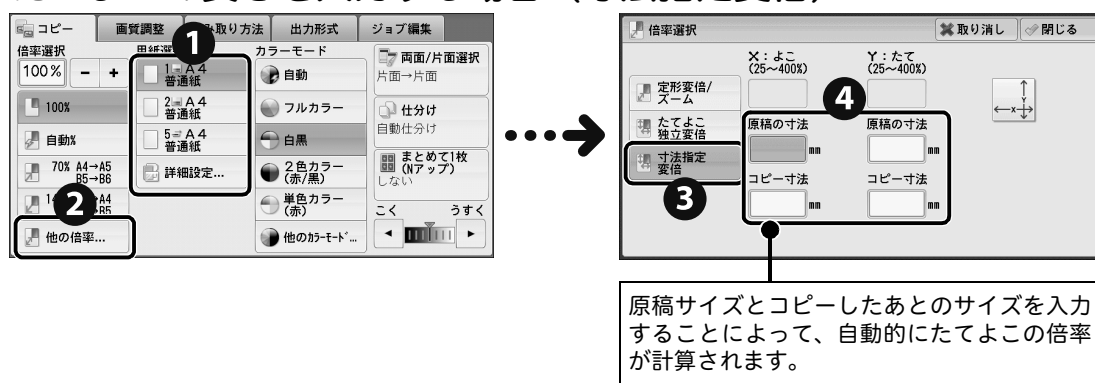 コピー
画質調整
み取り方法
出力形式
ジョブ編集
倍率選択
100%
- +
100%
自動%
70% A4→A5
B5→B6
A4
B5
他の倍率...
1
1 A4
普通紙
2 A4
普通紙
5 A4
普通紙
詳細設定...
2
カラーモード
自動
フルカラー
白黒
2色カラー
(赤/黒)
単色カラー
(赤)
他のカラーモード...
両面/片面選択
片面→片面
仕分け
自動仕分け
まとめて1枚
(Nアップ)
しない
こく うすく
倍率選択
取り消し
閉じる
X:よこ
(25~400%)
Y:たて
(25~400%)
定形変倍/
ズーム
たてよこ
独立変倍
寸法指定
変倍
3
4
原稿の寸法 原稿の寸法
mm mm
コピー寸法 コピー寸法
mm mm
Y
X
原稿サイズとコピーしたあとのサイズを入力
することによって、自動的にたてよこの倍率
が計算されます。